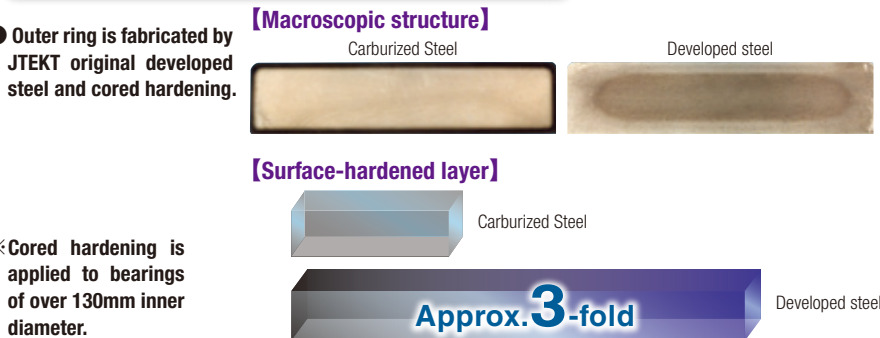 ● Outer ring is fabricated by
JTEKT original developed
steel and cored hardening.
【Macroscopic structure】
Carburized Steel
Developed steel
【Surface-hardened layer】
Carburized Steel
※Cored hardening is
applied to bearings
of over 130mm inner
diameter.
Approx.3-fold
Developed steel